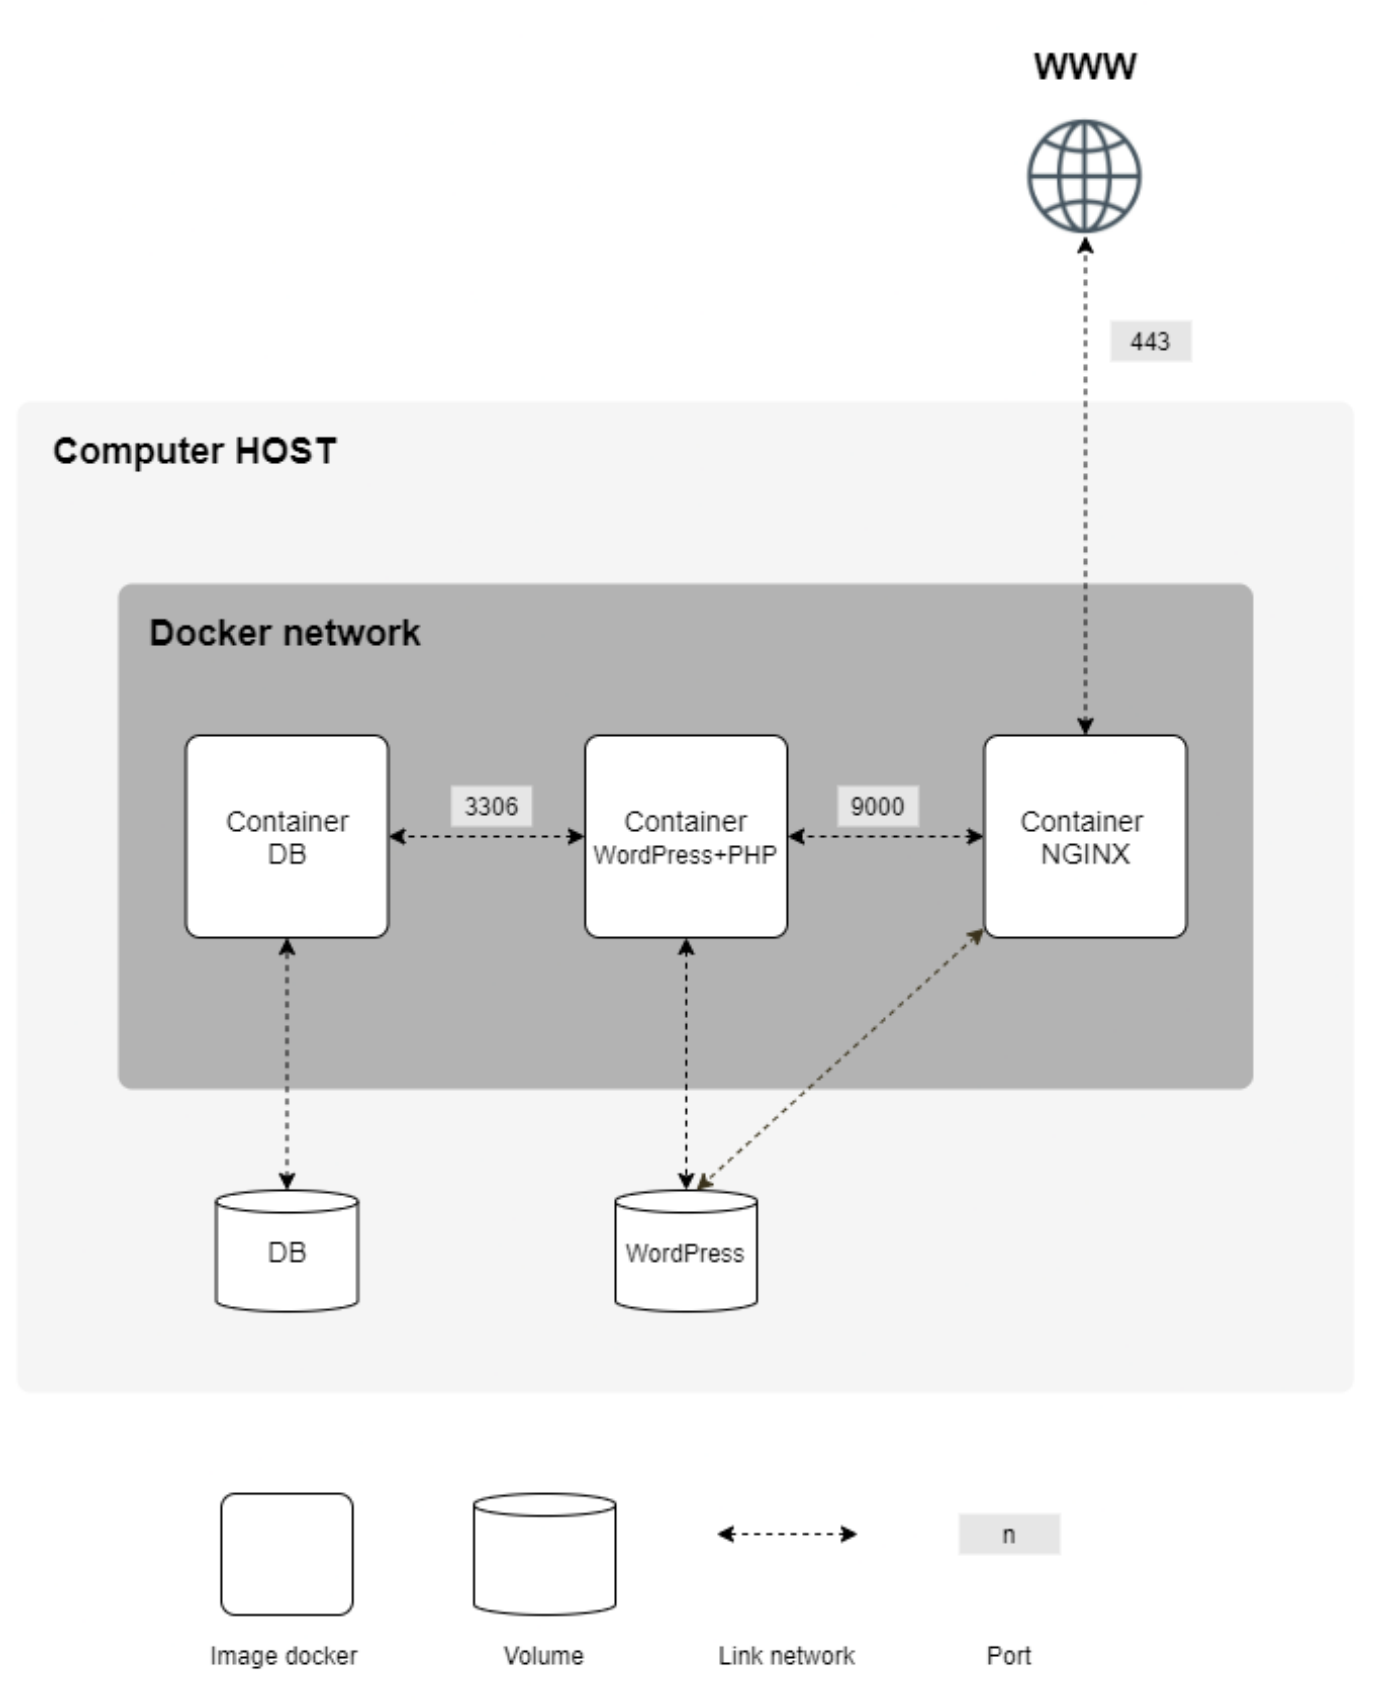 WWW
443
Computer HOST
Docker network
Container
DB
3306
Container
WordPress+PHP
9000
Container
NGINX
DB
WordPress
n
Image docker
Volume
Link network
Port